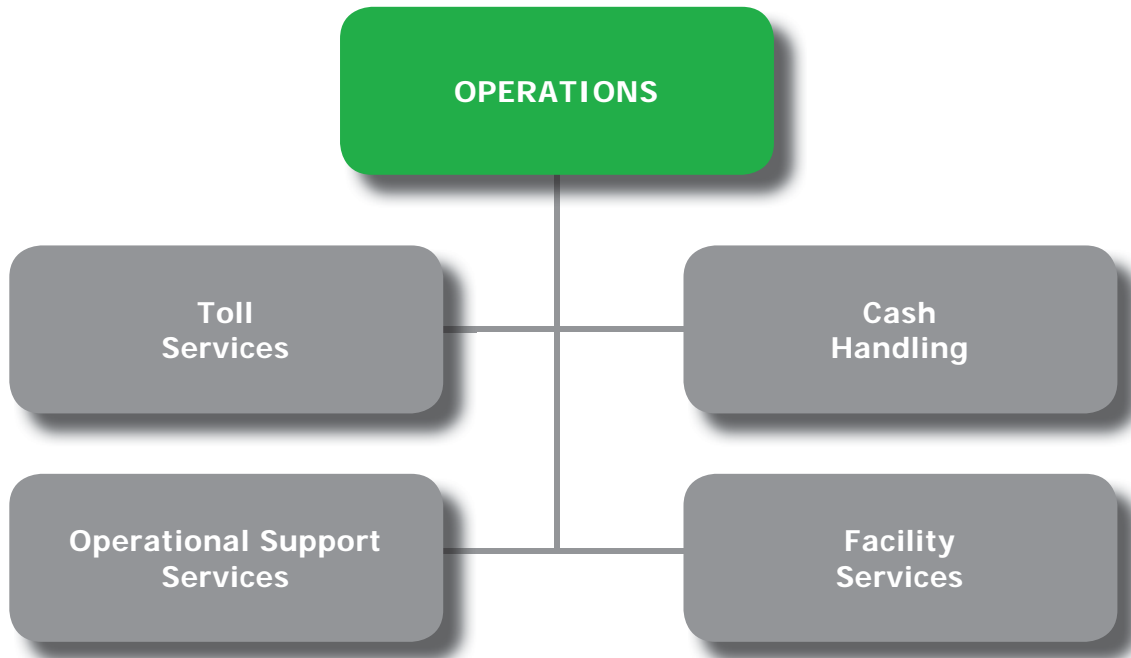 OPERATIONS
Toll
Services
Cash
Handling
Operational Support
Services
Facility
Services